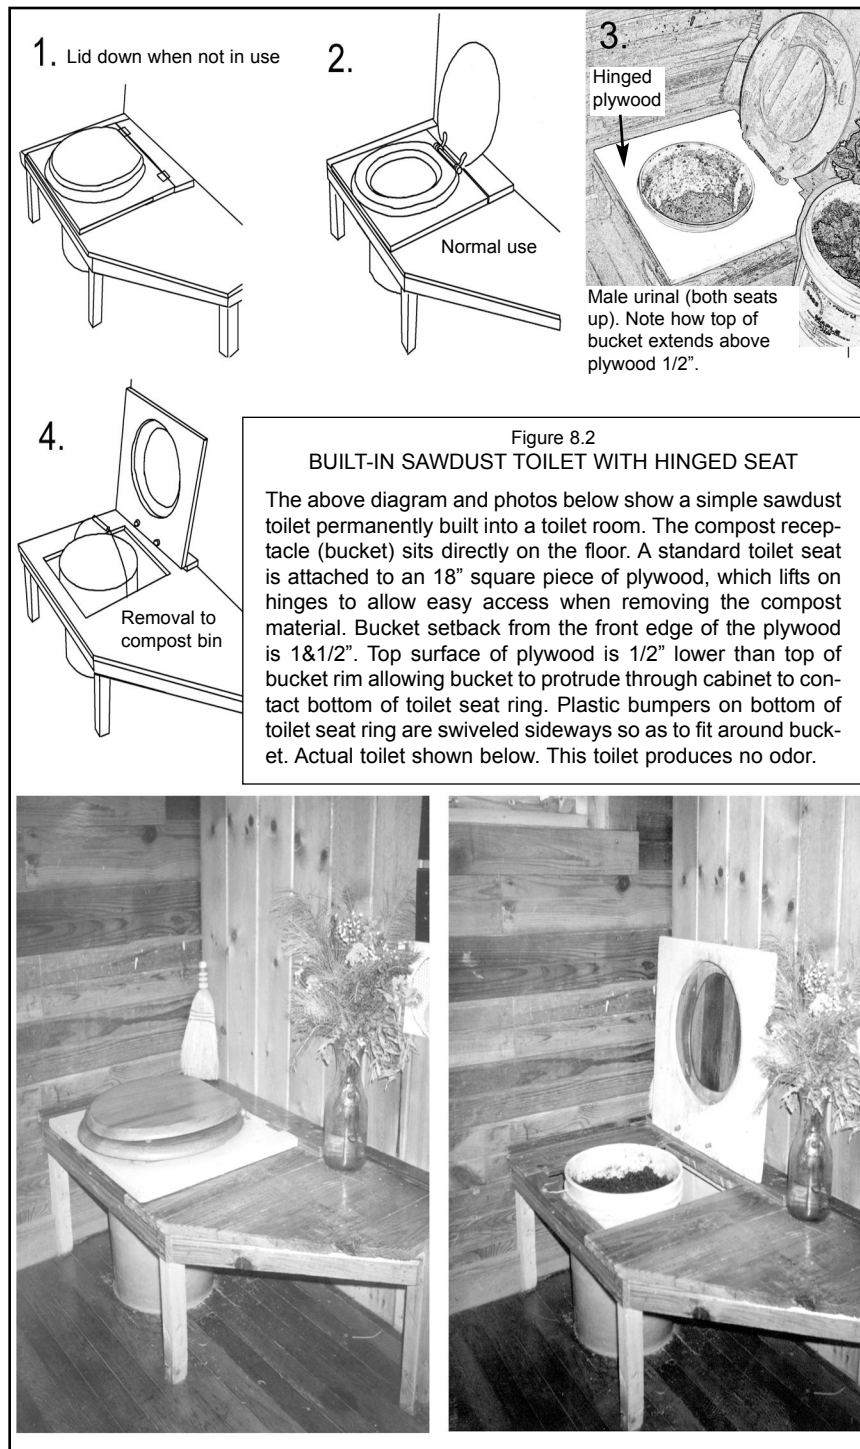 1. Lid down when not in use
2.
Normal use
3.
Hinged
plywood
Male urinal (both seats
up). Note how top of
bucket extends above
plywood 1/2”.
4.
Removal to
compost bin
Figure 8.2
BUILT-IN SAWDUST TOILET WITH HINGED SEAT
The above diagram and photos below show a simple sawdust
toilet permanently built into a toilet room. The compost recep-
tacle (bucket) sits directly on the floor. A standard toilet seat
is attached to an 18” square piece of plywood, which lifts on
hinges to allow easy access when removing the compost
material. Bucket setback from the front edge of the plywood
is 1&1/2”. Top surface of plywood is 1/2” lower than top of
bucket rim allowing bucket to protrude through cabinet to con-
tact bottom of toilet seat ring. Plastic bumpers on bottom of
toilet seat ring are swiveled sideways so as to fit around buck-
et. Actual toilet shown below. This toilet produces no odor.